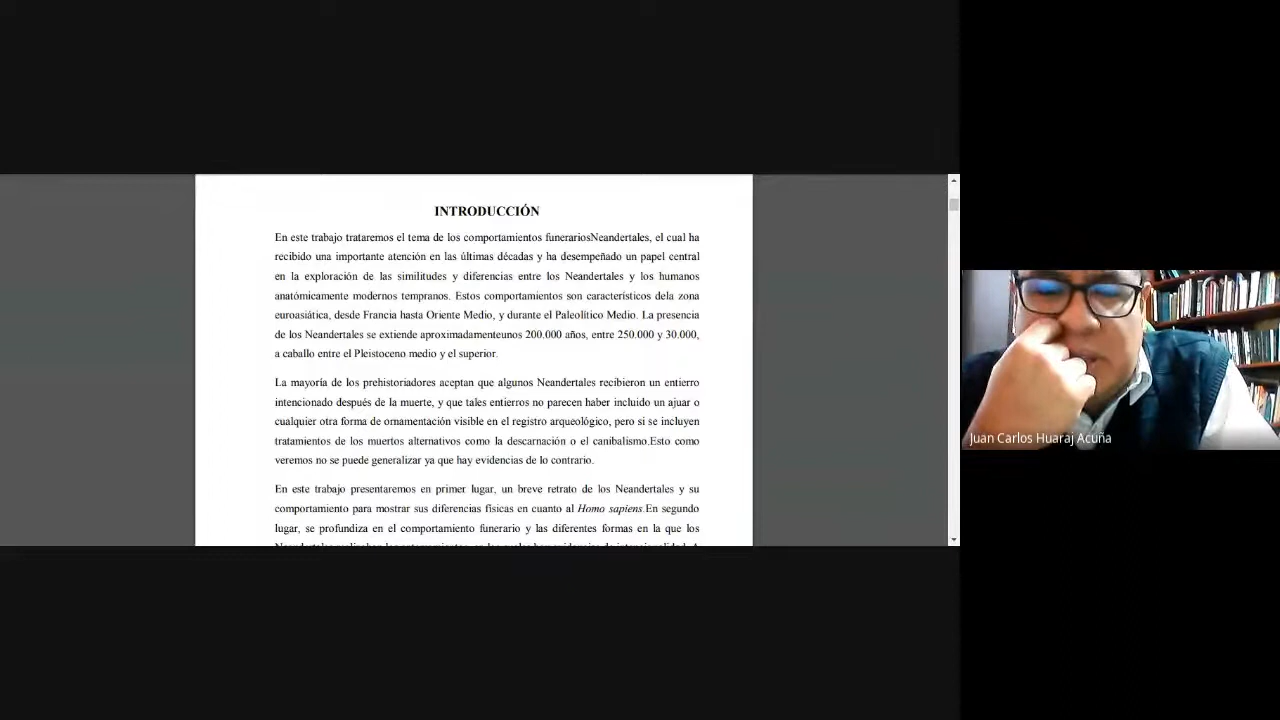 INTRODUCCIÓN
En este trabajo trataremos el tema de los comportamientos funerariosNeandertales, el cual ha
recibido una importante atención en las últimas décadas y ha desempeñado un papel central
en la exploración de las similitudes y diferencias entre los Neandertales y los humanos
anatómicamente modernos tempranos. Estos comportamientos son característicos dela zona
euroasiática, desde Francia hasta Oriente Medio, y durante el Paleolítico Medio. La presencia
de los Neandertales se extiende aproximadamenteunos 200.000 años, entre 250.000 y 30.000,
a caballo entre el Pleistoceno medio y el superior.
La mayoría de los prehistoriadores aceptan que algunos Neandertales recibieron un entierro
intencionado después de la muerte, y que tales entierros no parecen haber incluido un ajuar o
cualquier otra forma de ornamentación visible en el registro arqueológico, pero sí se incluyen
tratamientos de los muertos alternativos como la descarnación o el canibalismo.Esto como
veremos no se puede generalizar ya que hay evidencias de lo contrario.
En este trabajo presentaremos en primer lugar, un breve retrato de los Neandertales y su
comportamiento para mostrar sus diferencias físicas en cuanto al Homo sapiens.En segundo
lugar, se profundiza en el comportamiento funerario y las diferentes formas en la que los
Juan Carlos Huaraj Acuña